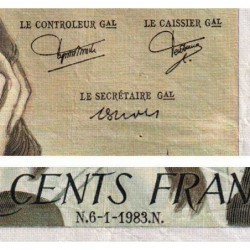 LE CONTROLEUR GAL LE CAISSIER GAL
LE SECRÉTAIRE GAL
CENTS FRAN
N.6-1-1983.N.